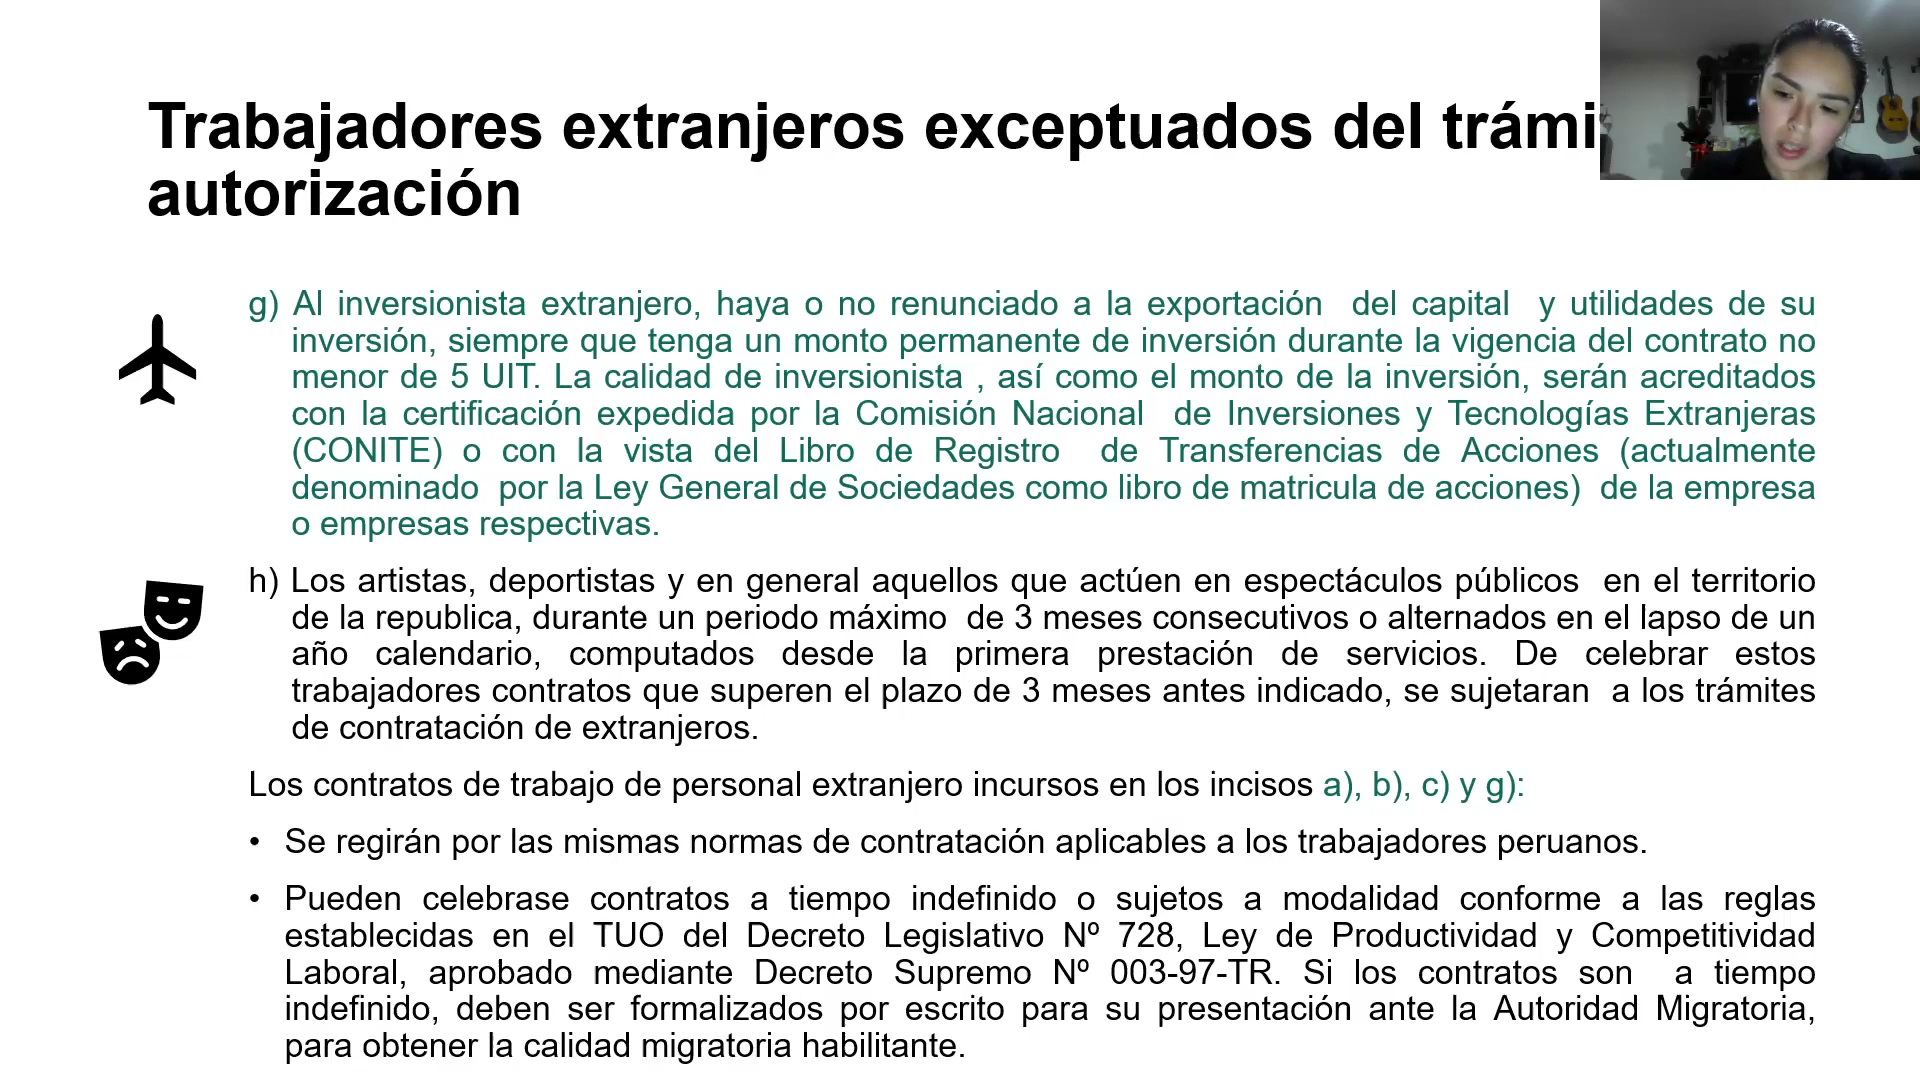 Trabajadores extranjeros exceptuados del
autorización
g) Al inversionista extranjero, haya o no renunciado a la exportación del capital y utilidades de su
inversión, siempre que tenga un monto permanente de inversión durante la vigencia del contrato no
menor de 5 UIT. La calidad de inversionista , así como el monto de la inversión, serán acreditados
con la certificación expedida por la Comisión Nacional de Inversiones y Tecnologías Extranjeras
(CONITE) o con la vista del Libro de Registro de Transferencias de Acciones (actualmente
denominado por la Ley General de Sociedades como libro de matricula de acciones) de la empresa
o empresas respectivas.
h) Los artistas, deportistas y en general aquellos que actúen en espectáculos públicos en el territorio
de la republica, durante un periodo máximo de 3 meses consecutivos o alternados en el lapso de un
año calendario, computados desde la primera prestación de servicios. De celebrar estos
trabajadores contratos que superen el plazo de 3 meses antes indicado, se sujetaran a los trámites
de contratación de extranjeros.
Los contratos de trabajo de personal extranjero incursos en los incisos a), b), c) y g):
• Se regirán por las mismas normas de contratación aplicables a los trabajadores peruanos.
• Pueden celebrase contratos a tiempo indefinido o sujetos a modalidad conforme a las reglas
establecidas en el TUO del Decreto Legislativo Nº 728, Ley de Productividad y Competitividad
Laboral, aprobado mediante Decreto Supremo Nº 003-97-TR. Si los contratos son a tiempo
indefinido, deben ser formalizados por escrito para su presentación ante la Autoridad Migratoria,
para obtener la calidad migratoria habilitante.